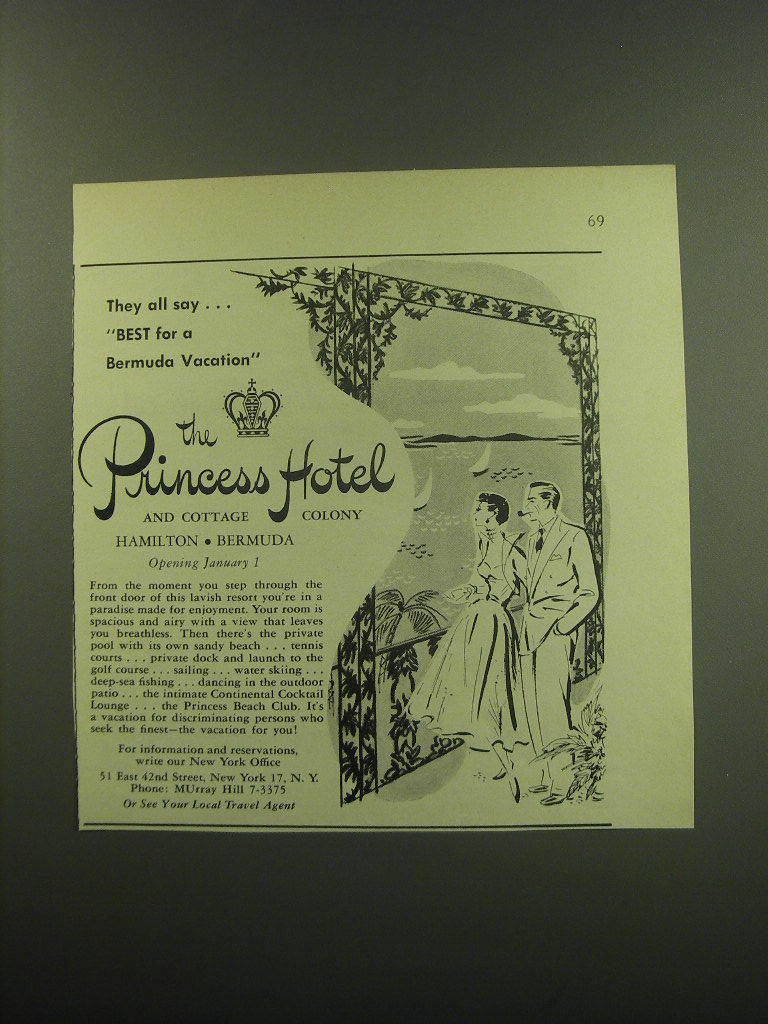 69
They all say . . .
"BEST for a
Bermuda Vacation"
the
Princess Hotel
AND COTTAGE COLONY
HAMILTON • BERMUDA
Opening January 1
From the moment you step through the
front door of this lavish resort you're in a
paradise made for enjoyment. Your room is
spacious and airy with a view that leaves
you breathless. Then there's the private
pool with its own sandy beach . . . tennis
courts . . . private dock and launch to the
golf course . . . sailing . . . water skiing . . .
deep-sea fishing . . . dancing in the outdoor
patio . . . the intimate Continental Cocktail
Lounge . . . the Princess Beach Club. It's
a vacation for discriminating persons who
seek the finest—the vacation for you!
For information and reservations,
write our New York Office
51 East 42nd Street, New York 17, N. Y.
Phone: MUrray Hill 7-3375
Or See Your Local Travel Agent